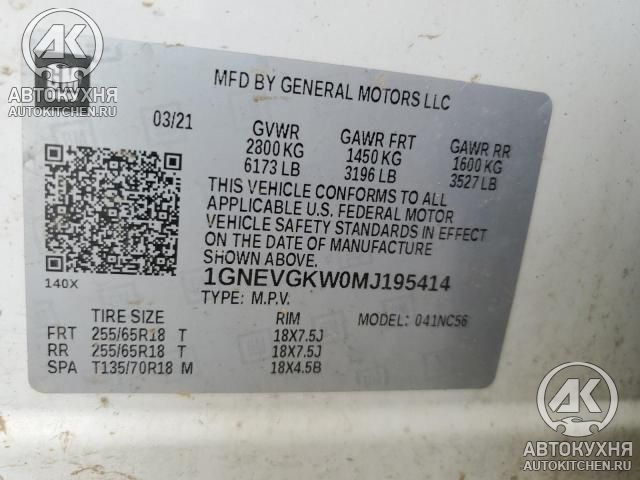 AK
АВТОКУХНЯ
AUTOKITCHEN.RU
MFD BY GENERAL MOTORS LLC
03/21
GVWR GAWR FRT GAWR RR
2800 KG 1450 KG 1600 KG
6173 LB 3196 LB 3527 LB
THIS VEHICLE CONFORMS TO ALL
APPLICABLE U.S. FEDERAL MOTOR
VEHICLE SAFETY STANDARDS IN EFFECT
ON THE DATE OF MANUFACTURE
SHOWN ABOVE.
140X
1GNEVGKW0MJ195414
TYPE: M.P.V.
TIRE SIZE RIM MODEL: 041NC56
FRT 255/65R18 T 18X7.5J
RR 255/65R18 T 18X7.5J
SPA T135/70R18 M 18X4.5B
AK
АВТОКУХНЯ
AUTOKITCHEN.RU